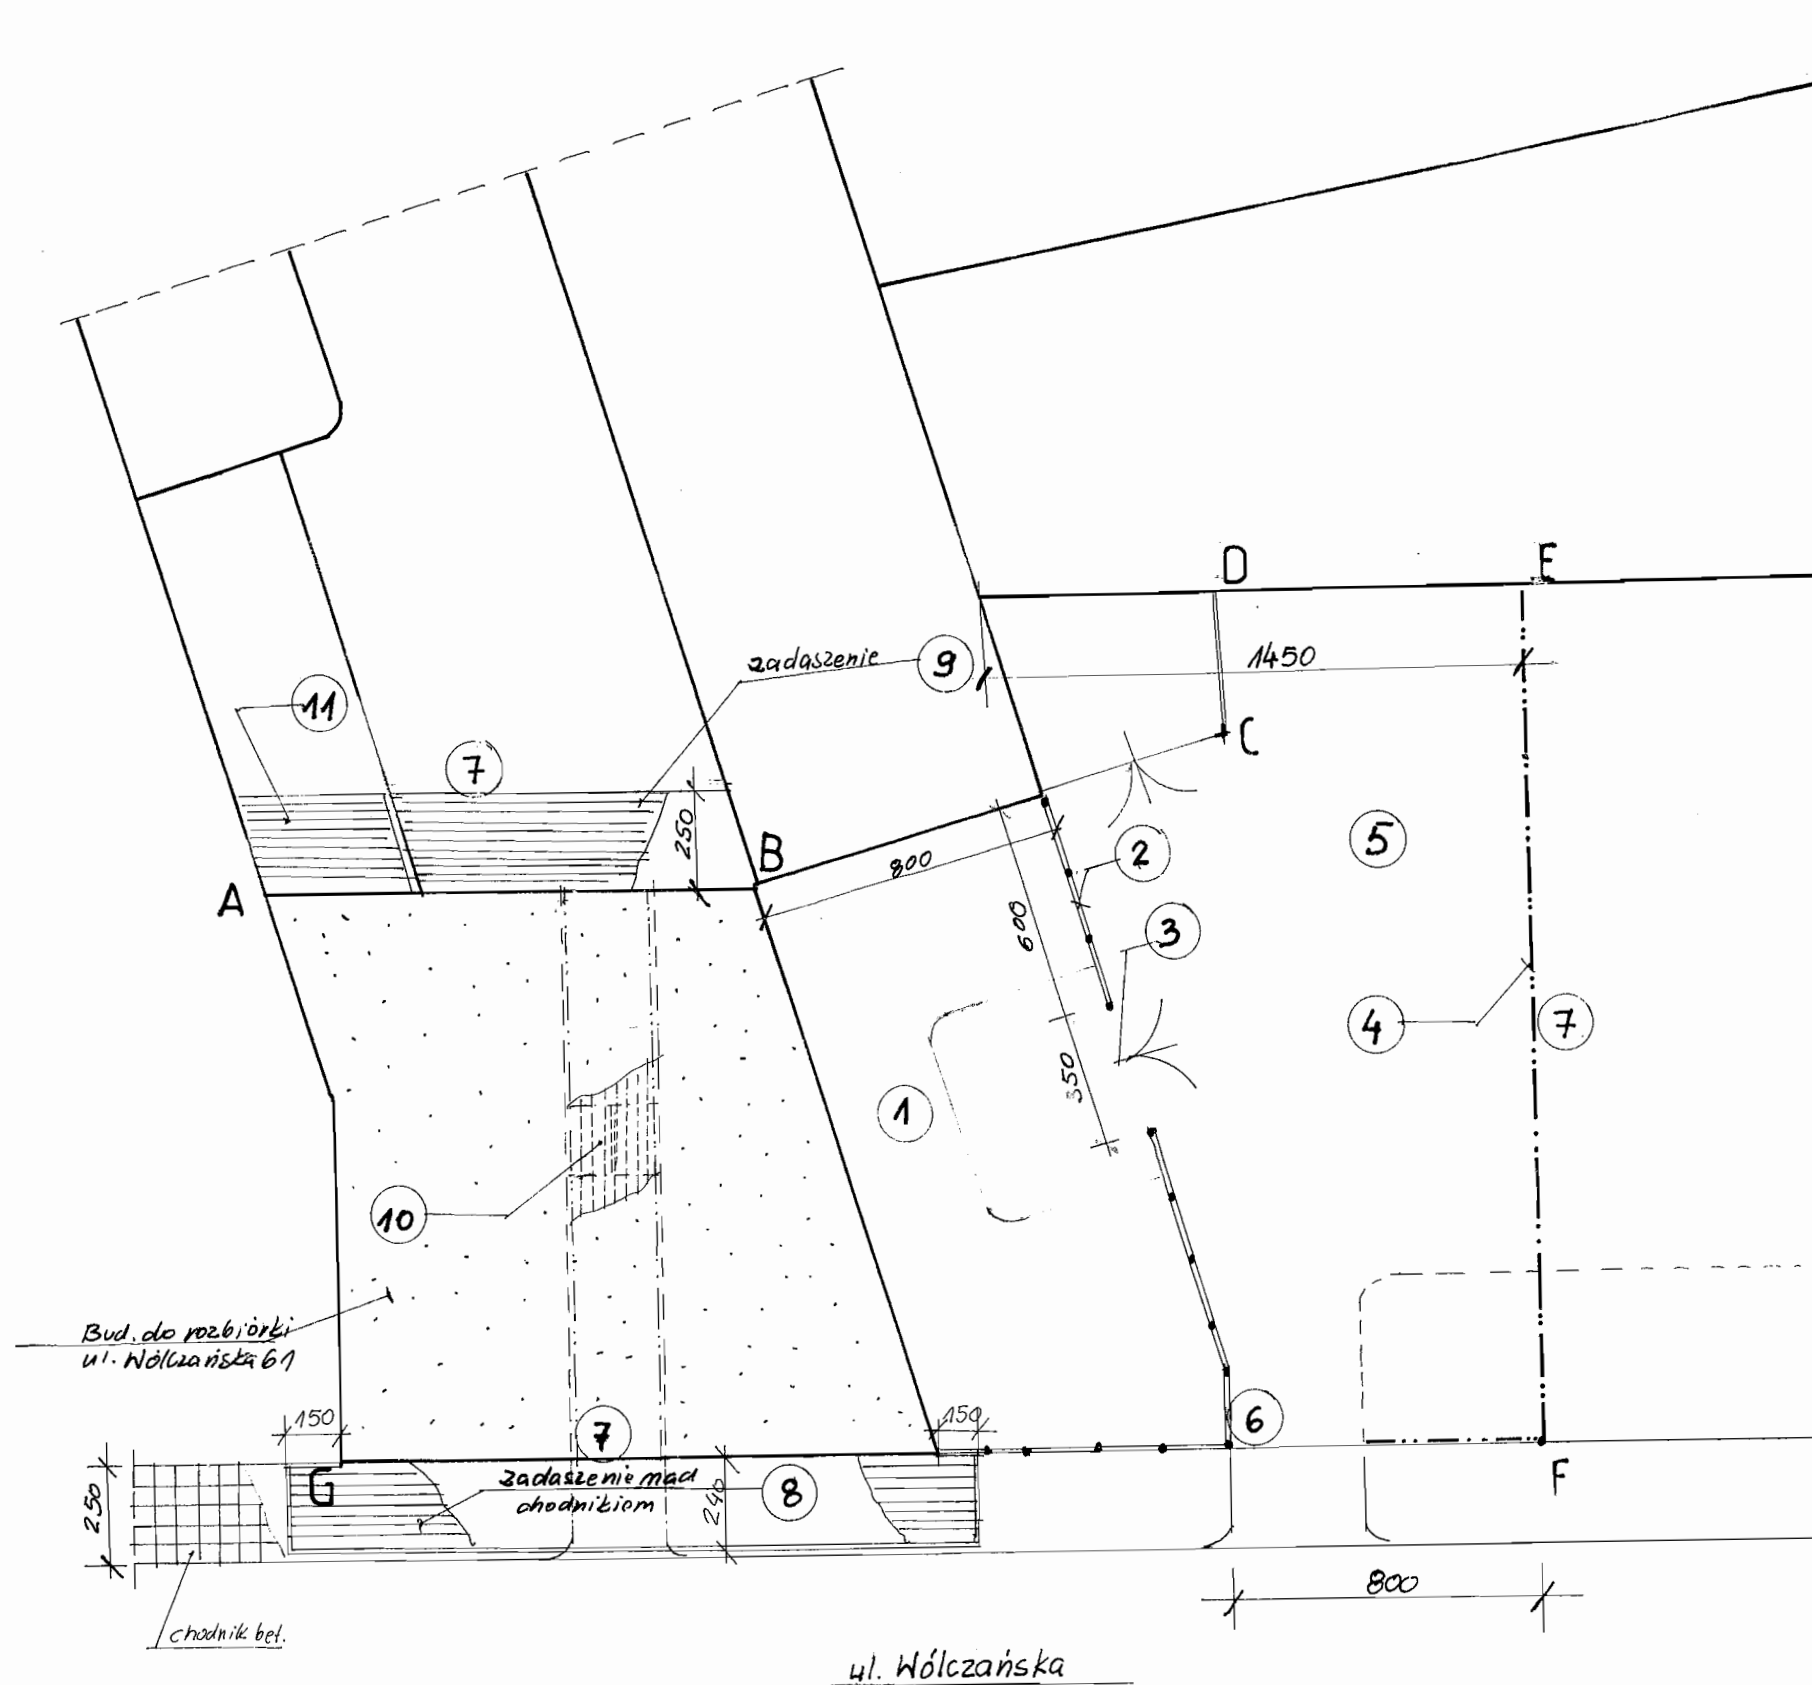 D
E
zadaszenie
9
1450
11
C
7
250
B
5
2
800
A
600
3
4
7
350
1
10
Bud. do rozbiórki
ul. Wólczańska 61
150
7
150
6
G
zadaszenie nad
chodnikiem
8
240
250
F
800
chodnik bet.
ul. Wólczańska